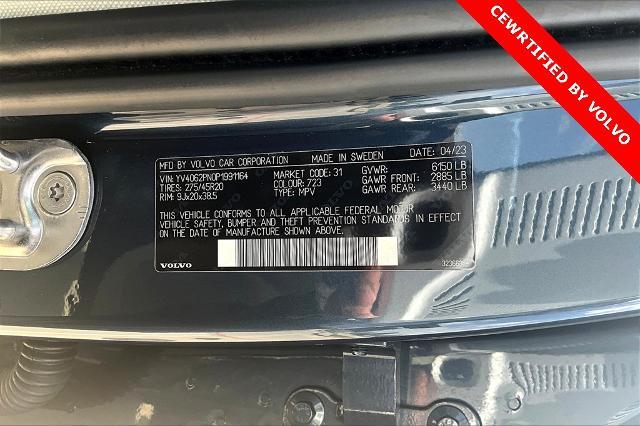 CEWRTIFIED BY VOLVO
MFD BY VOLVO CAR CORPORATION MADE IN SWEDEN DATE: 04/23
VIN: YV4062PN0P1991164 MARKET CODE: 31 GVWR: 6150 LB
TIRES: 275/45R20 COLOUR: 723 GAWR FRONT: 2885 LB
RIM: 9Jx20x38.5 TYPE: MPV GAWR REAR: 3440 LB
THIS VEHICLE CONFORMS TO ALL APPLICABLE FEDERAL MOTOR
VEHICLE SAFETY, BUMPER AND THEFT PREVENTION STANDARDS IN EFFECT
ON THE DATE OF MANUFACTURE SHOWN ABOVE.
VOLVO